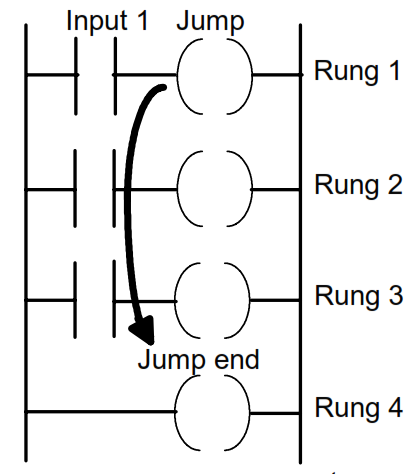 Input 1 Jump
Rung 1
Rung 2
Rung 3
Jump end
Rung 4